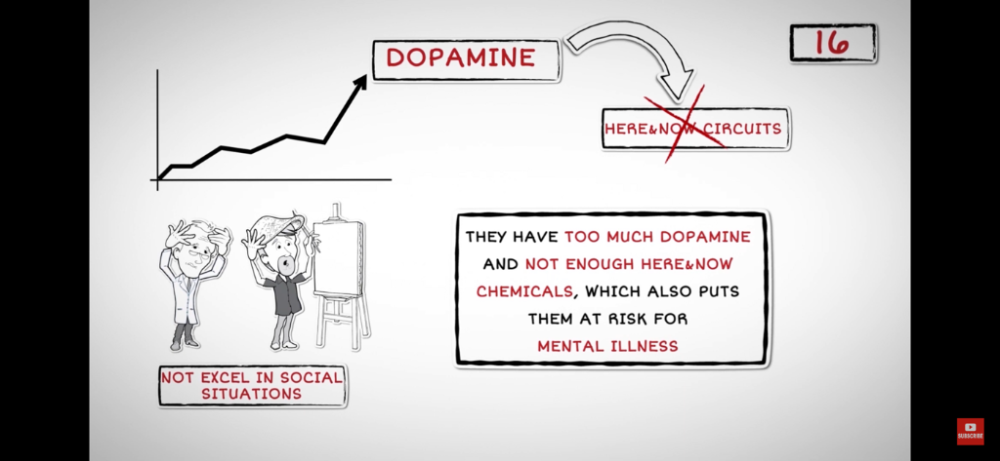 DOPAMINE
16
HERE&NOW CIRCUITS
THEY HAVE TOO MUCH DOPAMINE
AND NOT ENOUGH HERE&NOW
CHEMICALS, WHICH ALSO PUTS
THEM AT RISK FOR
MENTAL ILLNESS
NOT EXCEL IN SOCIAL
SITUATIONS
SUBSCRIBE